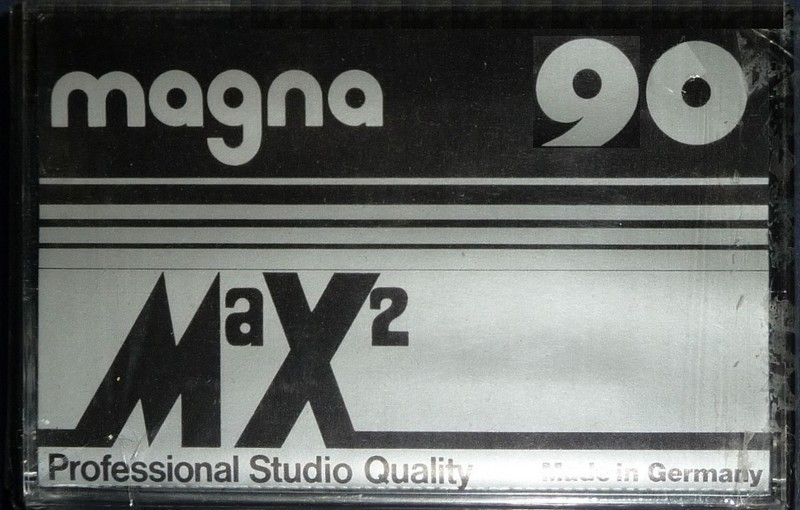 magna 90
MaX2
Professional Studio Quality Made in Germany